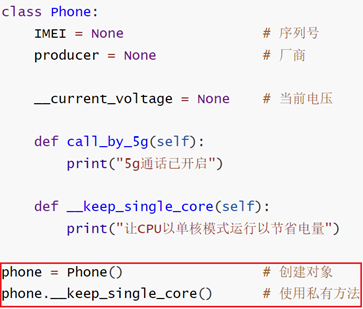 class Phone:
    IMEI = None                 # 序列号
    producer = None             # 厂商
    __current_voltage = None    # 当前电压
    def call_by_5g(self):
        print("5g通话已开启")
    def __keep_single_core(self):
        print("让CPU以单核模式运行以节省电量")
phone = Phone()                 # 创建对象
phone.__keep_single_core()      # 使用私有方法